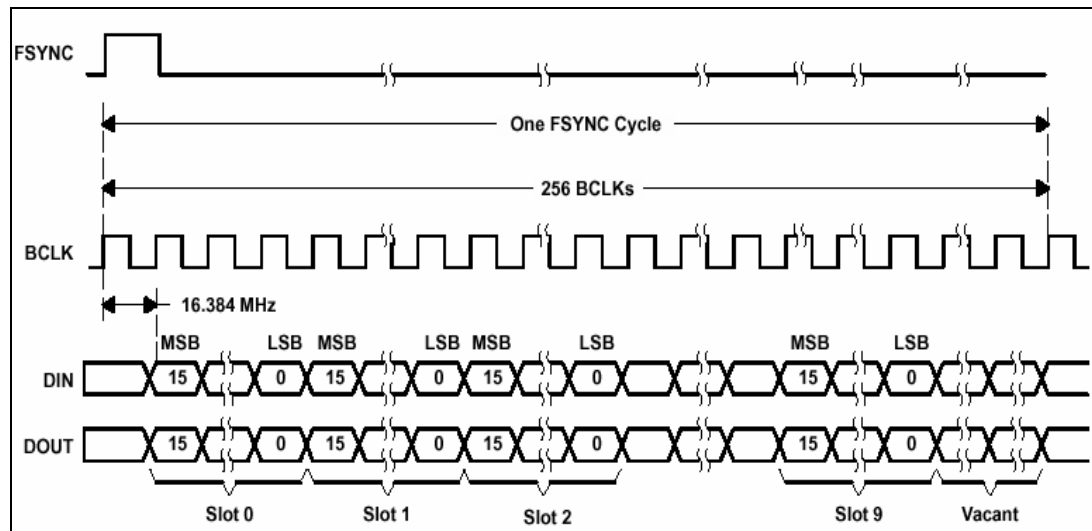 FSYNC
One FSYNC Cycle
256 BCLKs
BCLK
16.384 MHz
MSB LSB MSB LSB MSB LSB MSB LSB
DIN 15 0 15 0 15 0 15 0
DOUT 15 0 15 0 15 0 15 0
Slot 0 Slot 1 Slot 2 Slot 9 Vacant